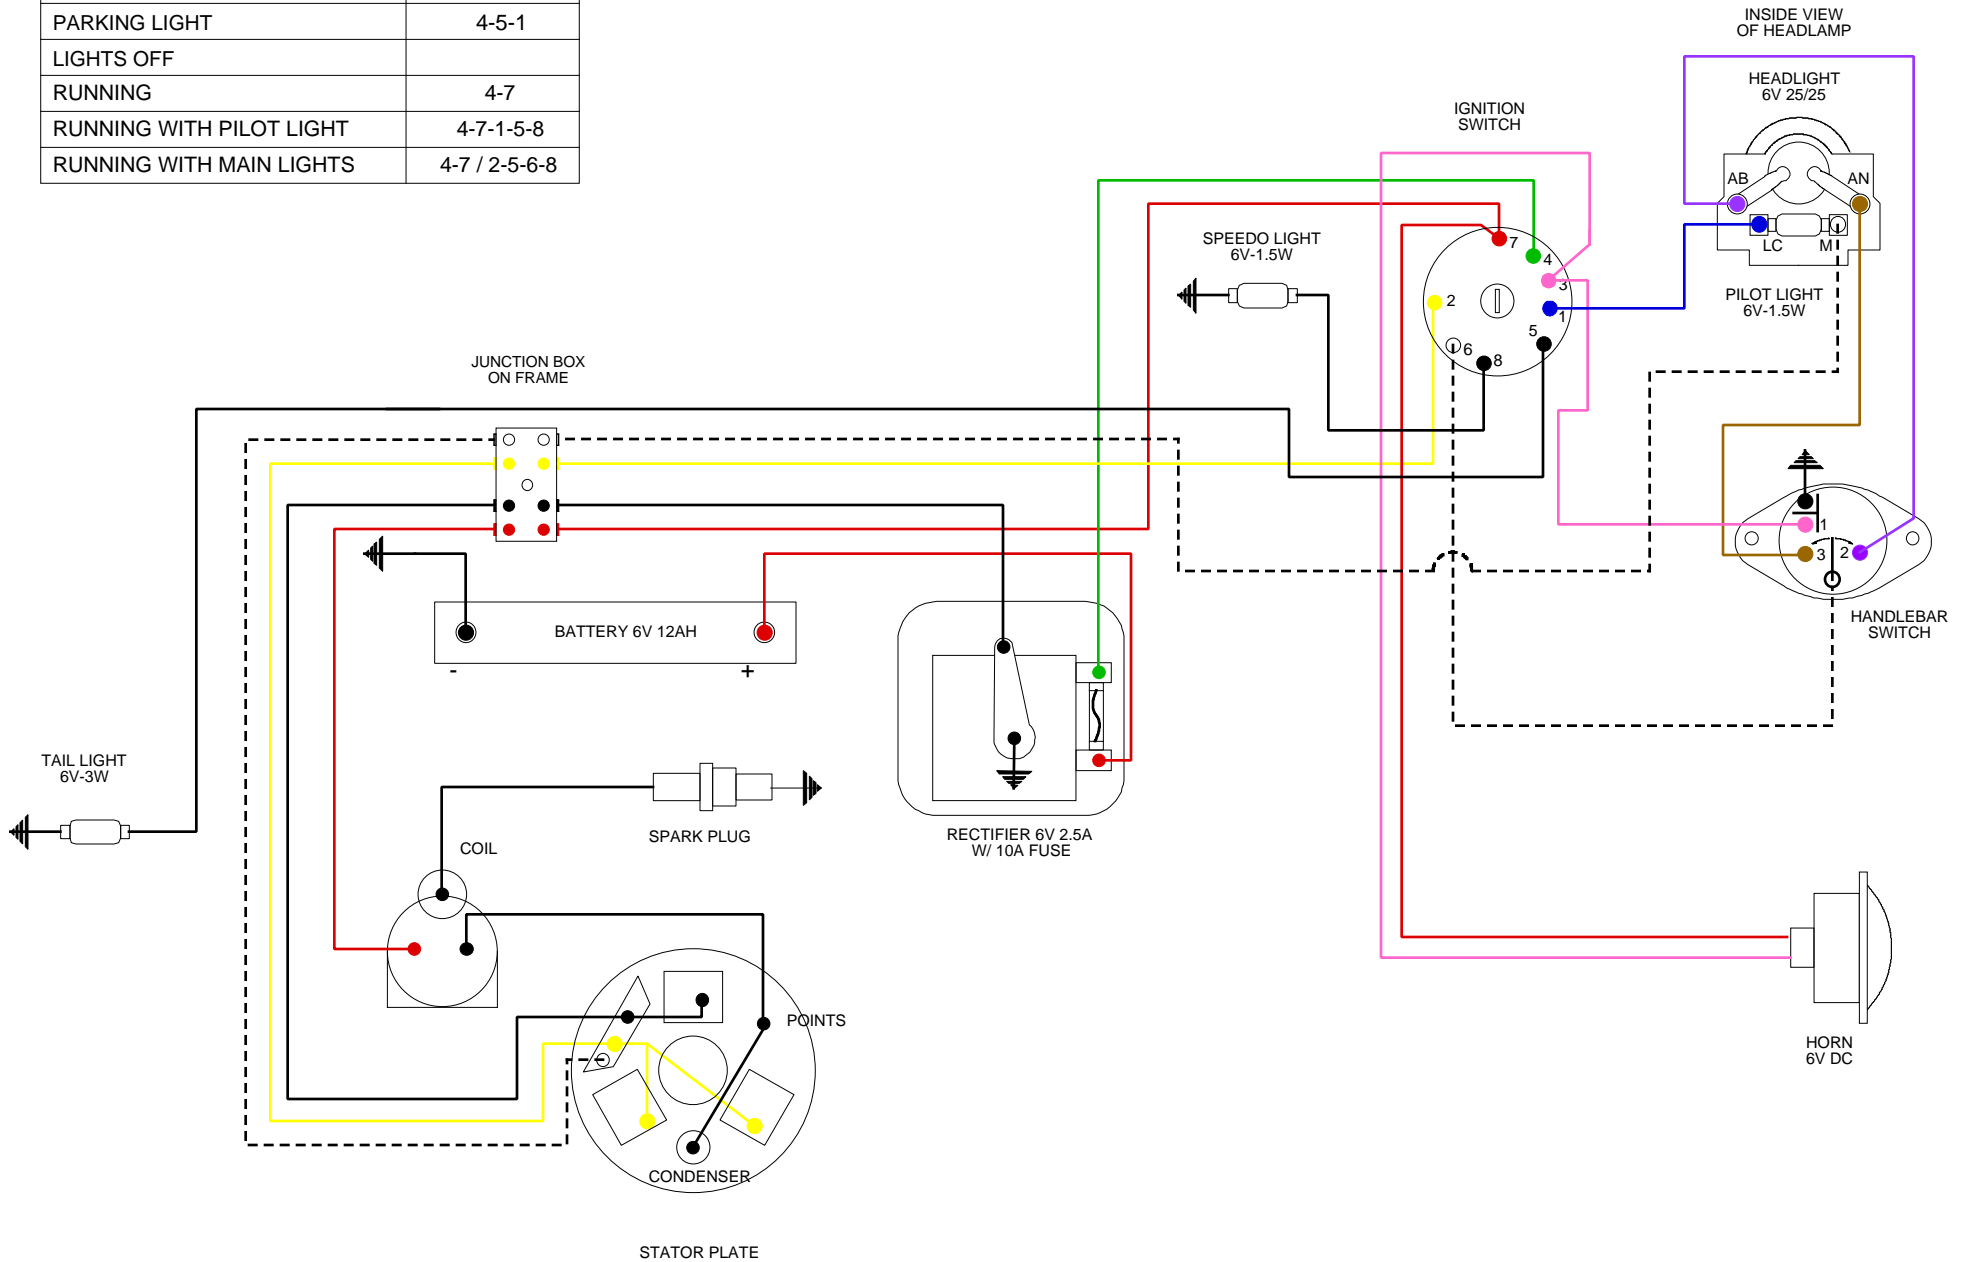 PARKING LIGHT 4-5-1
LIGHTS OFF
RUNNING 4-7
RUNNING WITH PILOT LIGHT 4-7-1-5-8
RUNNING WITH MAIN LIGHTS 4-7 / 2-5-6-8
INSIDE VIEW
OF HEADLAMP
HEADLIGHT
6V 25/25
AB
AN
LC
M
PILOT LIGHT
6V-1.5W
IGNITION
SWITCH
7
4
3
1
5
8
6
2
SPEEDO LIGHT
6V-1.5W
JUNCTION BOX
ON FRAME
1
3
2
HANDLEBAR
SWITCH
BATTERY 6V 12AH
-
+
TAIL LIGHT
6V-3W
SPARK PLUG
COIL
RECTIFIER 6V 2.5A
W/ 10A FUSE
POINTS
CONDENSER
STATOR PLATE
HORN
6V DC